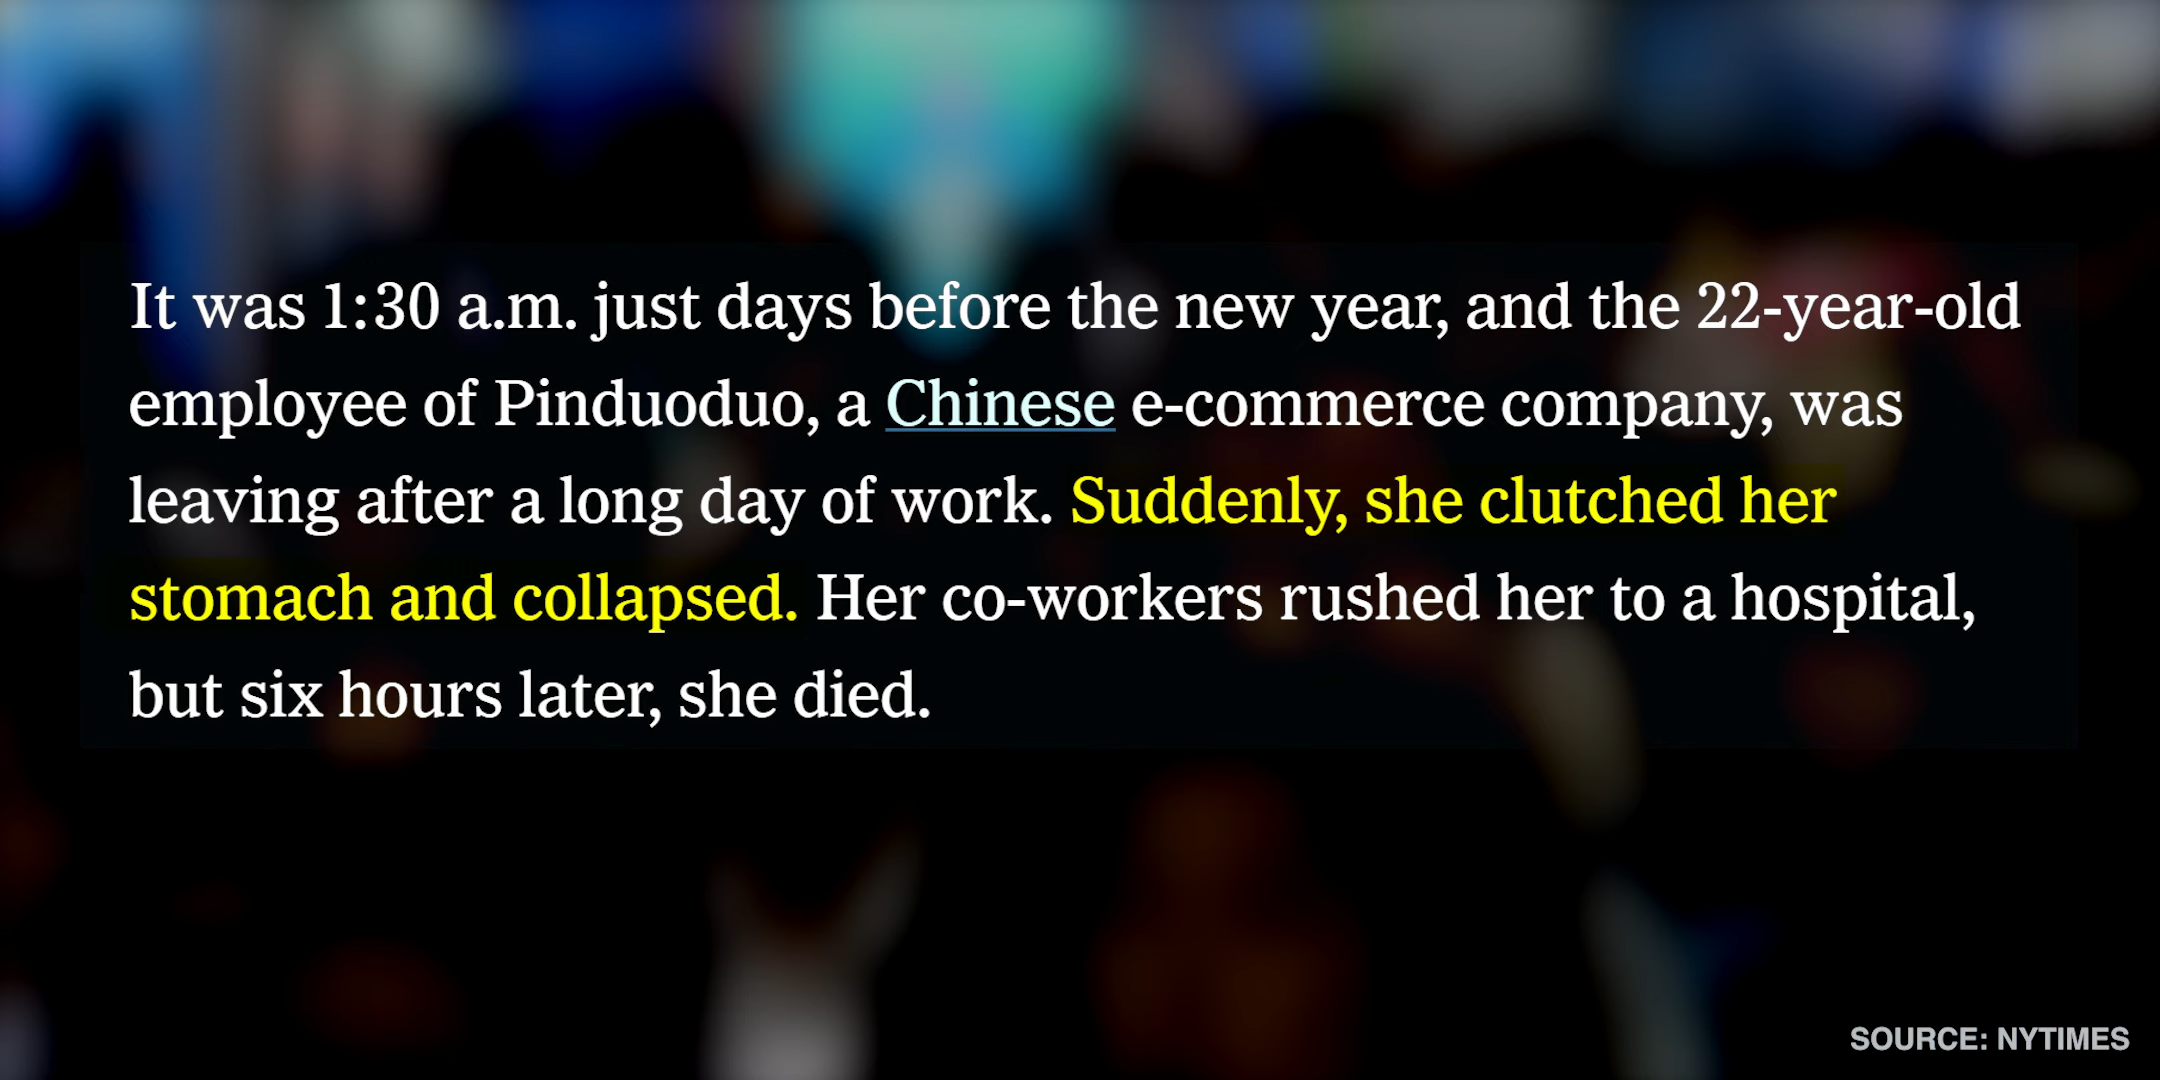 It was 1:30 a.m. just days before the new year, and the 22-year-old
employee of Pinduoduo, a Chinese e-commerce company, was
leaving after a long day of work. Suddenly, she clutched her
stomach and collapsed. Her co-workers rushed her to a hospital,
but six hours later, she died.
SOURCE: NYTIMES